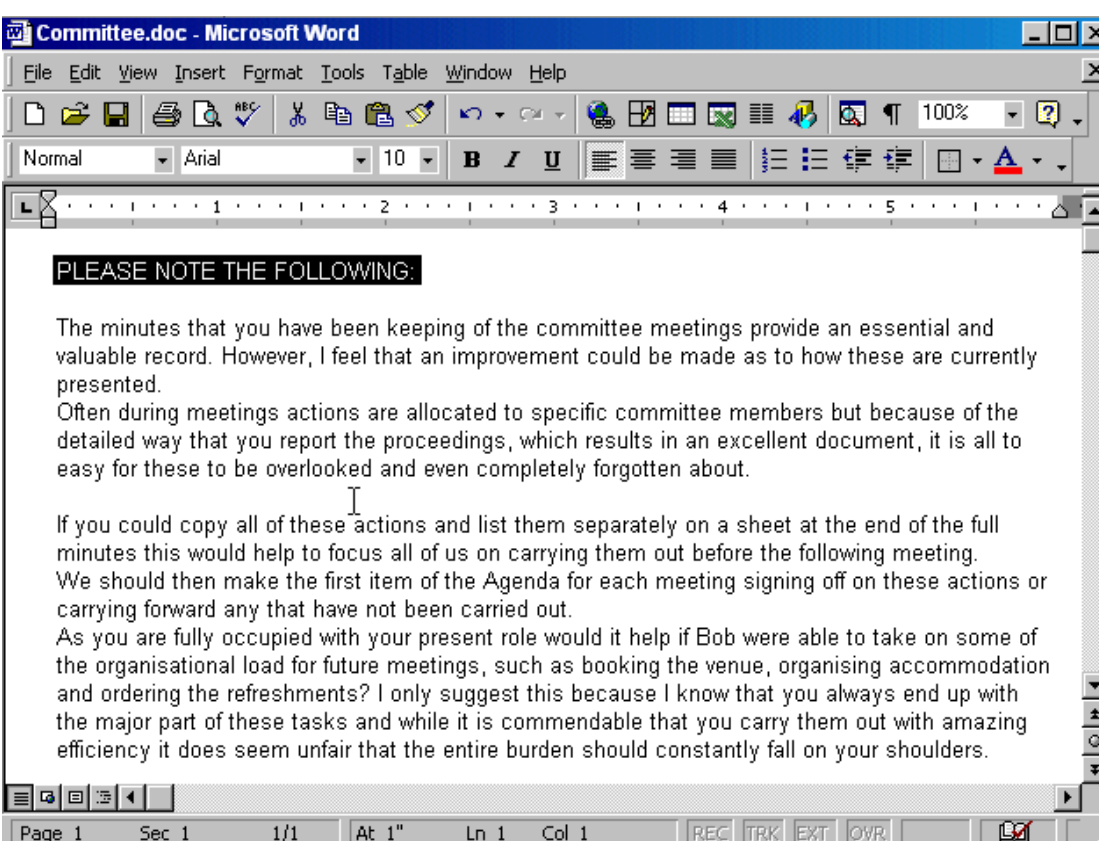 Committee.doc - Microsoft Word
File Edit View Insert Format Tools Table Window Help
ABC 100%
Normal Arial 10 B I U A
L 1 2 3 4 5
PLEASE NOTE THE FOLLOWING:
The minutes that you have been keeping of the committee meetings provide an essential and
valuable record. However, I feel that an improvement could be made as to how these are currently
presented.
Often during meetings actions are allocated to specific committee members but because of the
detailed way that you report the proceedings, which results in an excellent document, it is all to
easy for these to be overlooked and even completely forgotten about.
If you could copy all of these actions and list them separately on a sheet at the end of the full
minutes this would help to focus all of us on carrying them out before the following meeting.
We should then make the first item of the Agenda for each meeting signing off on these actions or
carrying forward any that have not been carried out.
As you are fully occupied with your present role would it help if Bob were able to take on some of
the organisational load for future meetings, such as booking the venue, organising accommodation
and ordering the refreshments? I only suggest this because I know that you always end up with
the major part of these tasks and while it is commendable that you carry them out with amazing
efficiency it does seem unfair that the entire burden should constantly fall on your shoulders.
Page 1 Sec 1 1/1 At 1" Ln 1 Col 1 REC TRK EXT OVR